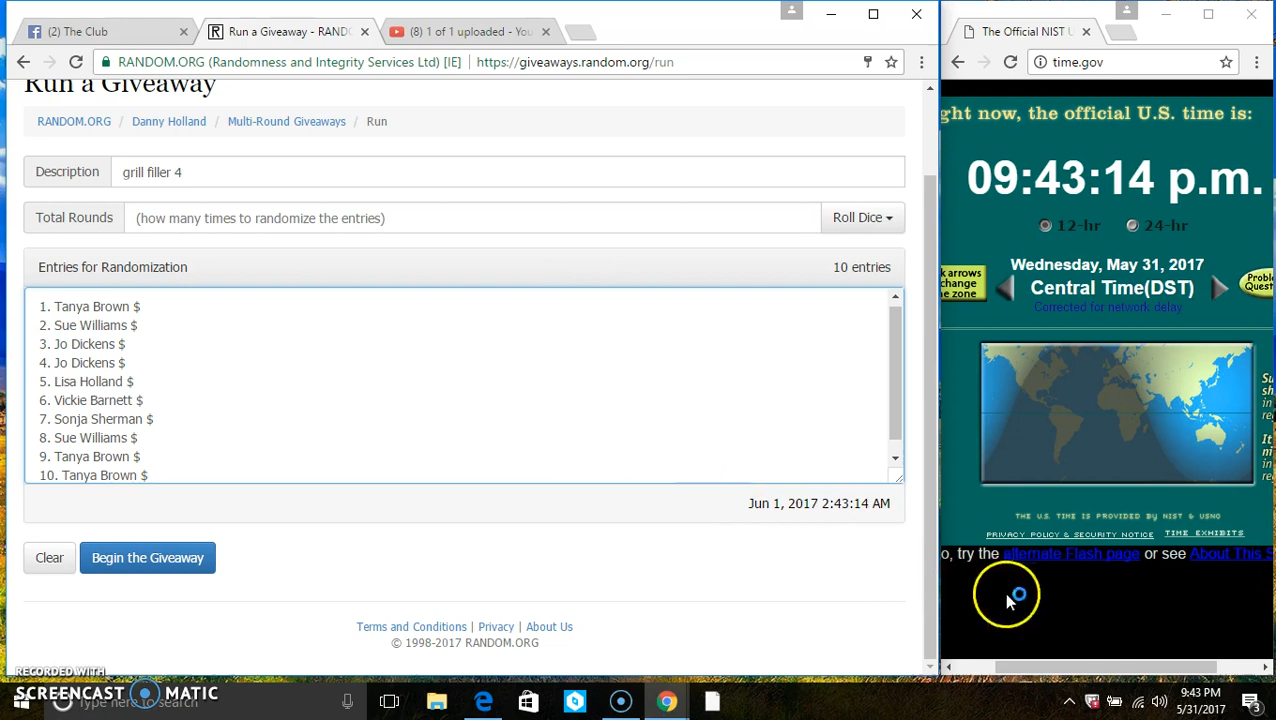 (2) The Club
Run a Giveaway - RAND
(8) 1 of 1 uploaded - You
The Official NIST U
RANDOM.ORG (Randomness and Integrity Services Ltd) [IE]
https://giveaways.random.org/run
time.gov
Run a Giveaway
RANDOM.ORG / Danny Holland / Multi-Round Giveaways / Run
Description
grill filler 4
Total Rounds
(how many times to randomize the entries)
Roll Dice
Entries for Randomization
10 entries
1. Tanya Brown $
2. Sue Williams $
3. Jo Dickens $
4. Jo Dickens $
5. Lisa Holland $
6. Vickie Barnett $
7. Sonja Sherman $
8. Sue Williams $
9. Tanya Brown $
10. Tanya Brown $
Jun 1, 2017 2:43:14 AM
Clear
Begin the Giveaway
Terms and Conditions | Privacy | About Us
© 1998-2017 RANDOM.ORG
ght now, the official U.S. time is:
09:43:14 p.m.
12-hr
24-hr
k arrows
change
e zone
Wednesday, May 31, 2017
Central Time(DST)
Corrected for network delay
Proble
Quest
THE U.S. TIME IS PROVIDED BY NIST & USNO
PRIVACY POLICY & SECURITY NOTICE
TIME EXHIBITS
o, try the alternate Flash page or see About This S
RECORDED WITH
SCREENCAST MATIC
9:43 PM
5/31/2017
3